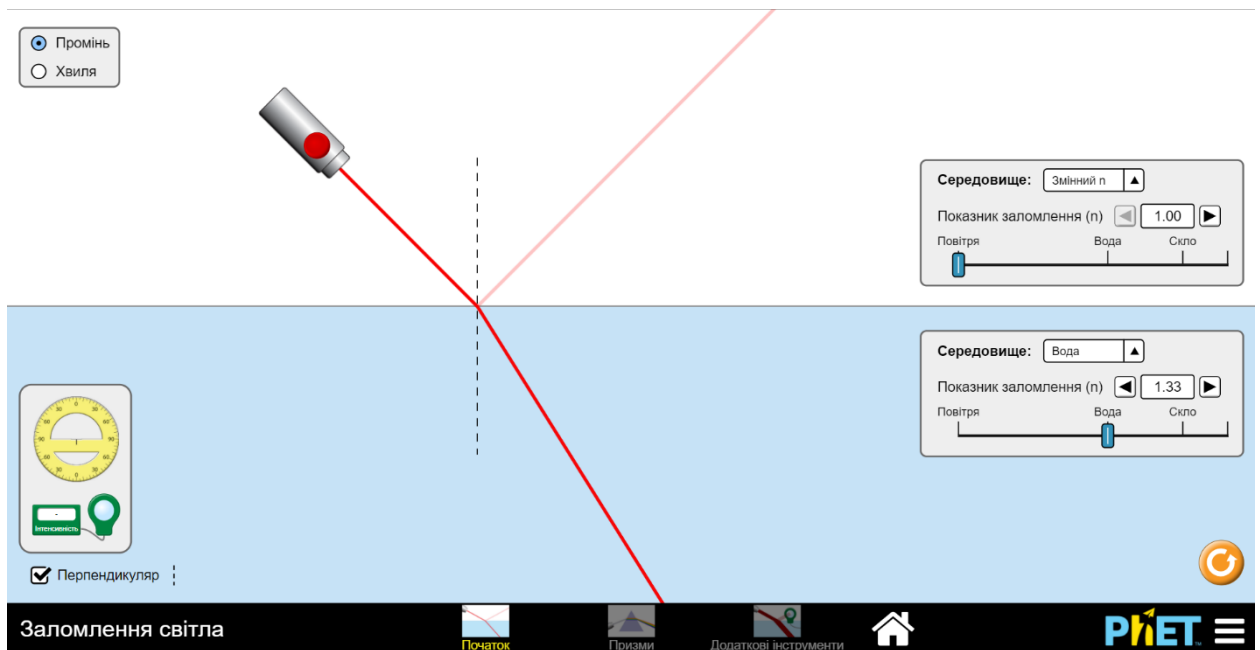 Промінь
Хвиля
Середовище: Змінний n
Показник заломлення (n) 1.00
Повітря Вода Скло
Середовище: Вода
Показник заломлення (n) 1.33
Повітря Вода Скло
Інтенсивність
Перпендикуляр
Заломлення світла
Початок
Призми
Додаткові інструменти
PhET